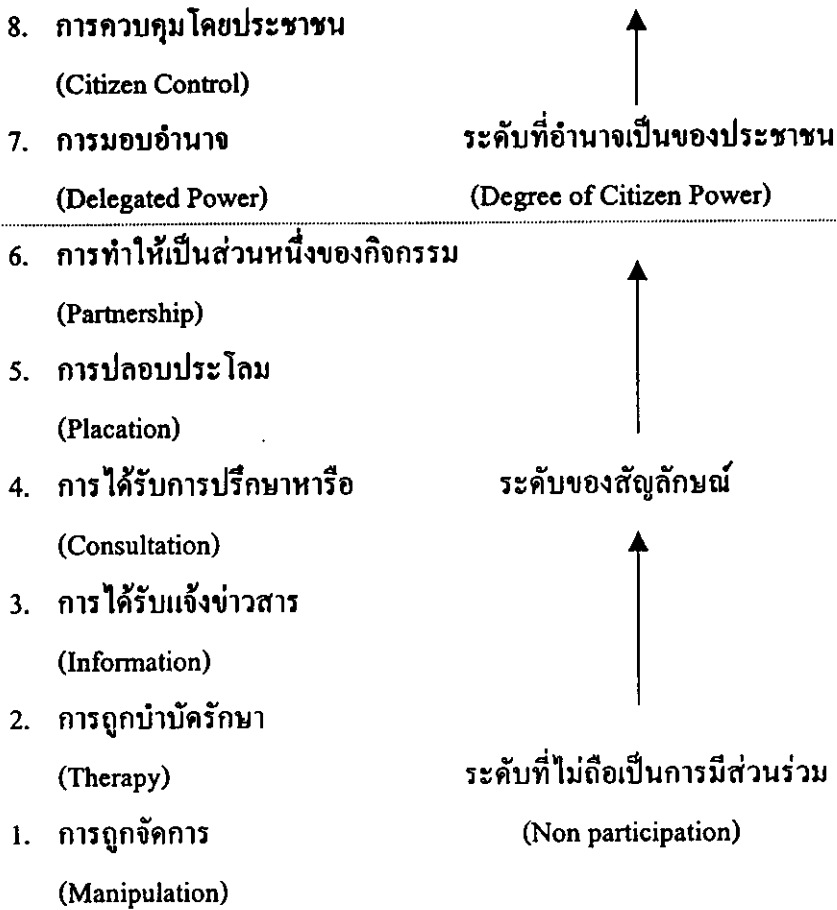 8. การควบคุมโดยประชาชน
(Citizen Control)
7. การมอบอำนาจ ระดับที่อำนาจเป็นของประชาชน
(Delegated Power) (Degree of Citizen Power)
6. การทำให้เป็นส่วนหนึ่งของกิจกรรม
(Partnership)
5. การปลอบประโลม
(Placation)
4. การได้รับการปรึกษาหารือ ระดับของสัญลักษณ์
(Consultation)
3. การได้รับแจ้งข่าวสาร
(Information)
2. การถูกบำบัดรักษา
(Therapy) ระดับที่ไม่ถือเป็นการมีส่วนร่วม
1. การถูกจัดการ (Non participation)
(Manipulation)